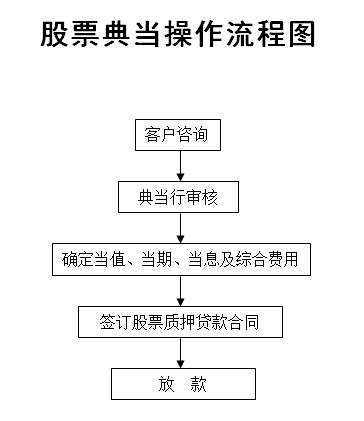 股票典当操作流程图
客户咨询
典当行审核
确定当值、当期、当息及综合费用
签订股票质押贷款合同
放 款